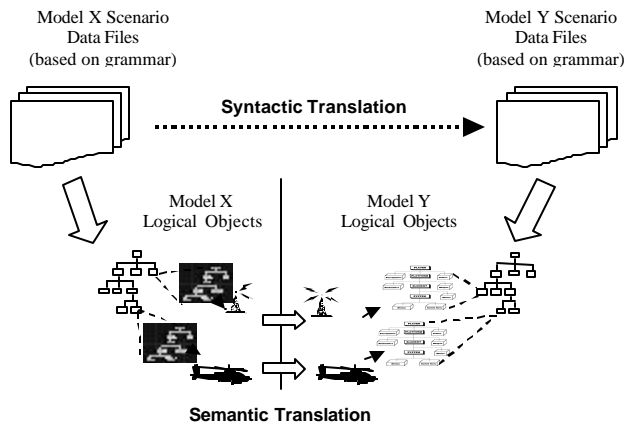 Model X Scenario
Data Files
(based on grammar)
Model Y Scenario
Data Files
(based on grammar)
Syntactic Translation
Model X
Logical Objects
Model Y
Logical Objects
Semantic Translation